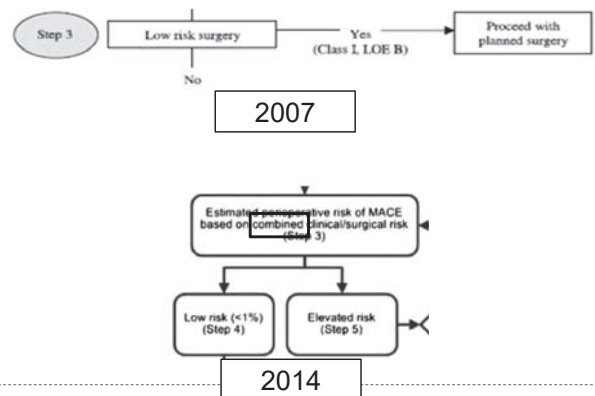 Step 3
Low risk surgery
Yes
(Class I, LOE B)
Proceed with
planned surgery
No
2007
Estimated perioperative risk of MACE
based on combined clinical/surgical risk
(Step 3)
Low risk (<1%)
(Step 4)
Elevated risk
(Step 5)
2014